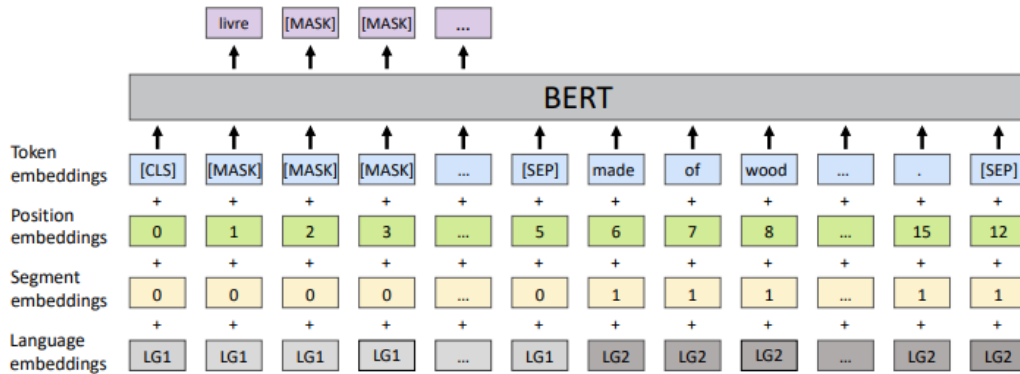 livre [MASK] [MASK] ...
BERT
Token embeddings [CLS] [MASK] [MASK] [MASK] ... [SEP] made of wood ... . [SEP]
+ + + + + + + + + + + +
Position embeddings 0 1 2 3 ... 5 6 7 8 ... 15 12
+ + + + + + + + + + + +
Segment embeddings 0 0 0 0 ... 0 1 1 1 ... 1 1
+ + + + + + + + + + + +
Language embeddings LG1 LG1 LG1 LG1 ... LG1 LG2 LG2 LG2 ... LG2 LG2